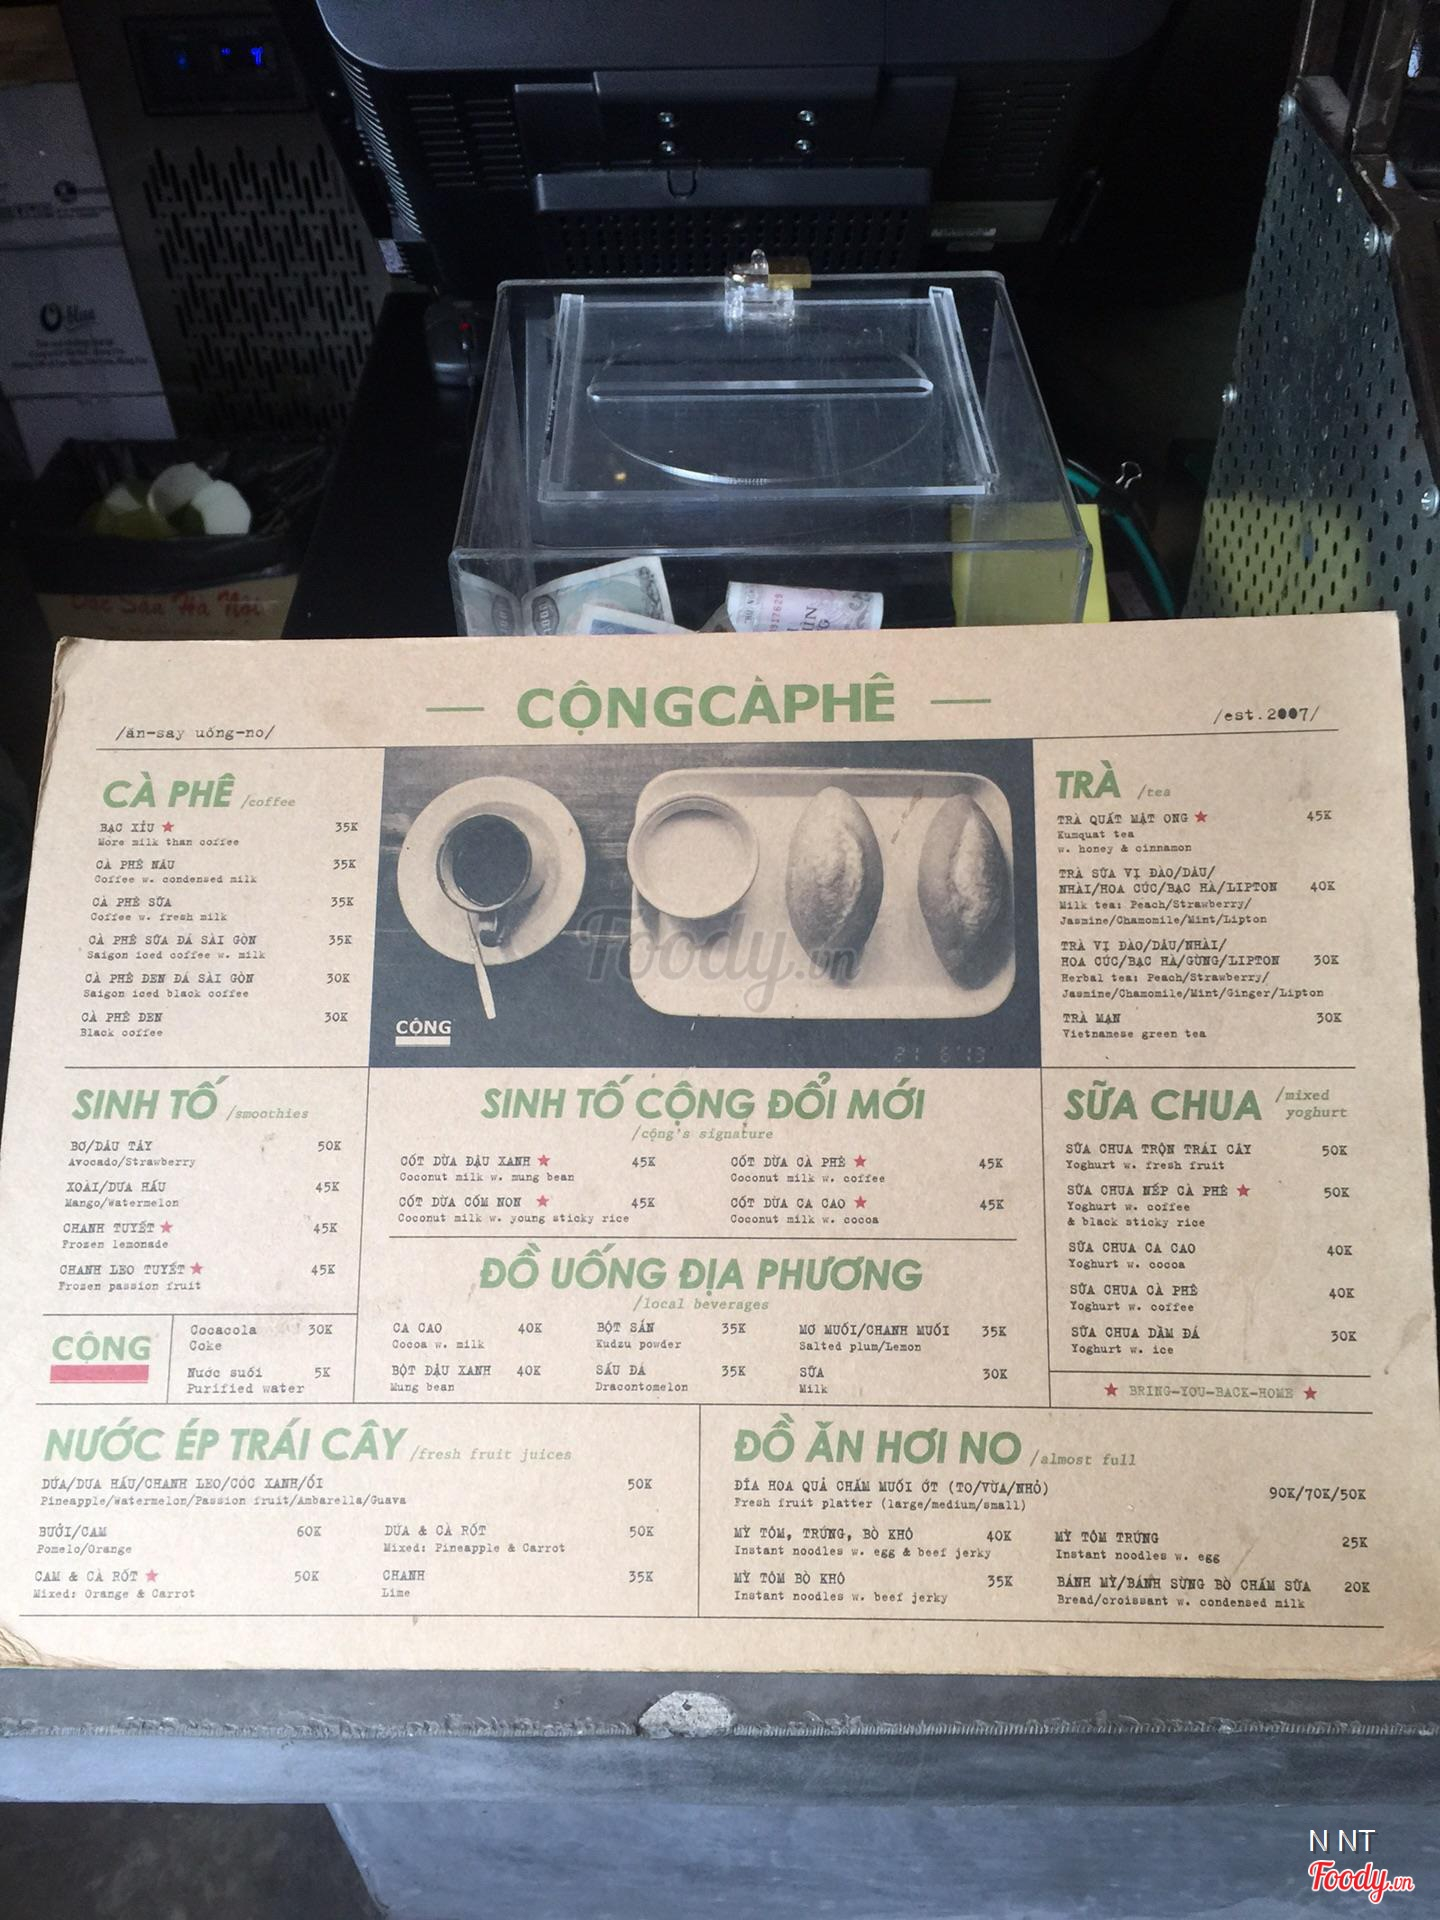 Đặc Sản Hà Nội
— CỘNGCÀPHÊ —
/ăn-say uống-no/
/est.2007/
CÀ PHÊ /coffee
BẠC XỈU ★ 35K
More milk than coffee
CÀ PHÊ NÂU 35K
Coffee w. condensed milk
CÀ PHÊ SỮA 35K
Coffee w. fresh milk
CÀ PHÊ SỮA ĐÁ SÀI GÒN 35K
Saigon iced coffee w. milk
CÀ PHÊ ĐEN ĐÁ SÀI GÒN 30K
Saigon iced black coffee
CÀ PHÊ ĐEN 30K
Black coffee
CỘNG
21 6'13
Foody.vn
TRÀ /tea
TRÀ QUẤT MẬT ONG ★ 45K
Kumquat tea
w. honey & cinnamon
TRÀ SỮA VỊ ĐÀO/DÂU/
NHÀI/HOA CÚC/BẠC HÀ/LIPTON 40K
Milk tea: Peach/Strawberry/
Jasmine/Chamomile/Mint/Lipton
TRÀ VỊ ĐÀO/DÂU/NHÀI/
HOA CÚC/BẠC HÀ/GỪNG/LIPTON 30K
Herbal tea: Peach/Strawberry/
Jasmine/Chamomile/Mint/Ginger/Lipton
TRÀ MẠN 30K
Vietnamese green tea
SINH TỐ /smoothies
BƠ/DÂU TÂY 50K
Avocado/Strawberry
XOÀI/DƯA HẤU 45K
Mango/Watermelon
CHANH TUYẾT ★ 45K
Frozen lemonade
CHANH LEO TUYẾT ★ 45K
Frozen passion fruit
CỘNG
Cocacola 30K
Coke
Nước suối 5K
Purified water
SINH TỐ CỘNG ĐỔI MỚI
/cộng's signature
CỐT DỪA ĐẬU XANH ★ 45K
Coconut milk w. mung bean
CỐT DỪA CÀ PHÊ ★ 45K
Coconut milk w. coffee
CỐT DỪA CỐM NON ★ 45K
Coconut milk w. young sticky rice
CỐT DỪA CA CAO ★ 45K
Coconut milk w. cocoa
ĐỒ UỐNG ĐỊA PHƯƠNG
/local beverages
CA CAO 40K
Cocoa w. milk
BỘT SẮN 35K
Kudzu powder
MƠ MUỐI/CHANH MUỐI 35K
Salted plum/Lemon
BỘT ĐẬU XANH 40K
Mung bean
SẤU ĐÁ 35K
Dracontomelon
SỮA 30K
Milk
SỮA CHUA /mixed
yoghurt
SỮA CHUA TRỘN TRÁI CÂY 50K
Yoghurt w. fresh fruit
SỮA CHUA NẾP CÀ PHÊ ★ 50K
Yoghurt w. coffee
& black sticky rice
SỮA CHUA CA CAO 40K
Yoghurt w. cocoa
SỮA CHUA CÀ PHÊ 40K
Yoghurt w. coffee
SỮA CHUA DẦM ĐÁ 30K
Yoghurt w. ice
★ BRING-YOU-BACK-HOME ★
NƯỚC ÉP TRÁI CÂY /fresh fruit juices
DỨA/DƯA HẤU/CHANH LEO/CÓC XANH/ỔI 50K
Pineapple/Watermelon/Passion fruit/Ambarella/Guava
BƯỞI/CAM 60K
Pomelo/Orange
DỨA & CÀ RỐT 50K
Mixed: Pineapple & Carrot
CAM & CÀ RỐT ★ 50K
Mixed: Orange & Carrot
CHANH 35K
Lime
ĐỒ ĂN HƠI NO /almost full
ĐĨA HOA QUẢ CHẤM MUỐI ỚT (TO/VỪA/NHỎ) 90K/70K/50K
Fresh fruit platter (large/medium/small)
MỲ TÔM, TRỨNG, BÒ KHÔ 40K
Instant noodles w. egg & beef jerky
MỲ TÔM TRỨNG 25K
Instant noodles w. egg
MỲ TÔM BÒ KHÔ 35K
Instant noodles w. beef jerky
BÁNH MỲ/BÁNH SỪNG BÒ CHẤM SỮA 20K
Bread/croissant w. condensed milk
N NT
Foody.vn